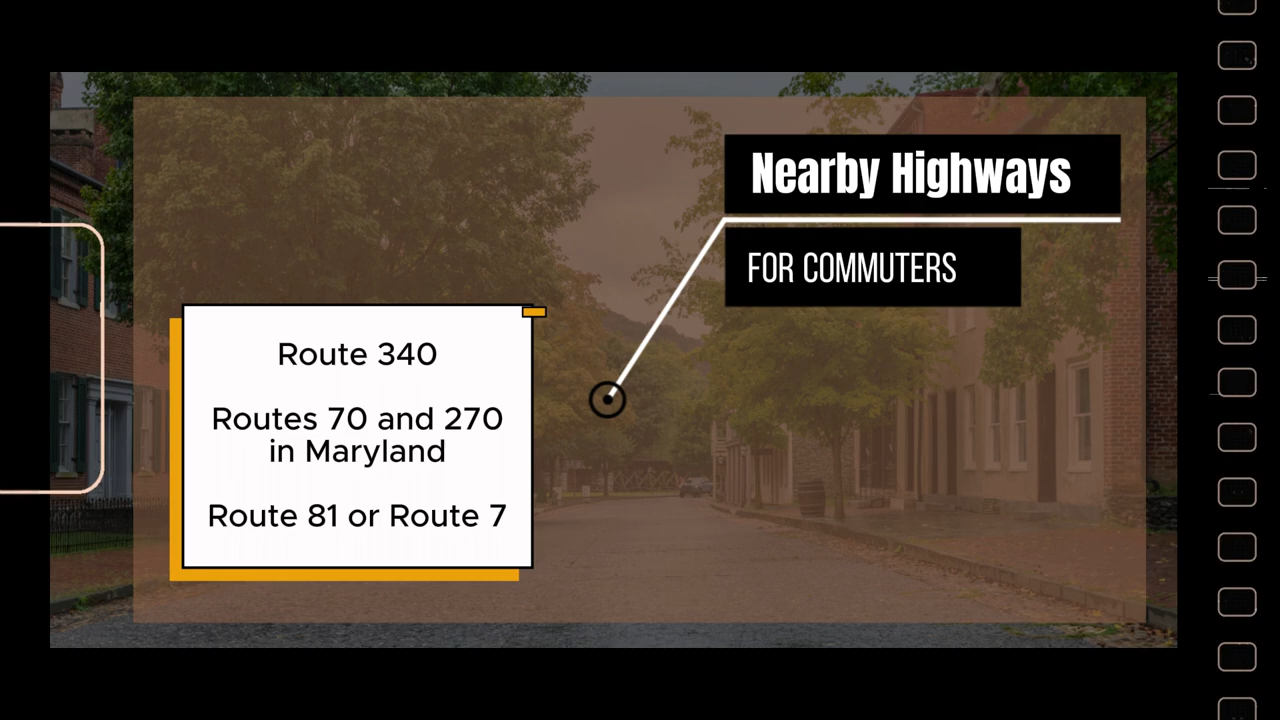 Nearby Highways
FOR COMMUTERS
Route 340
Routes 70 and 270
in Maryland
Route 81 or Route 7